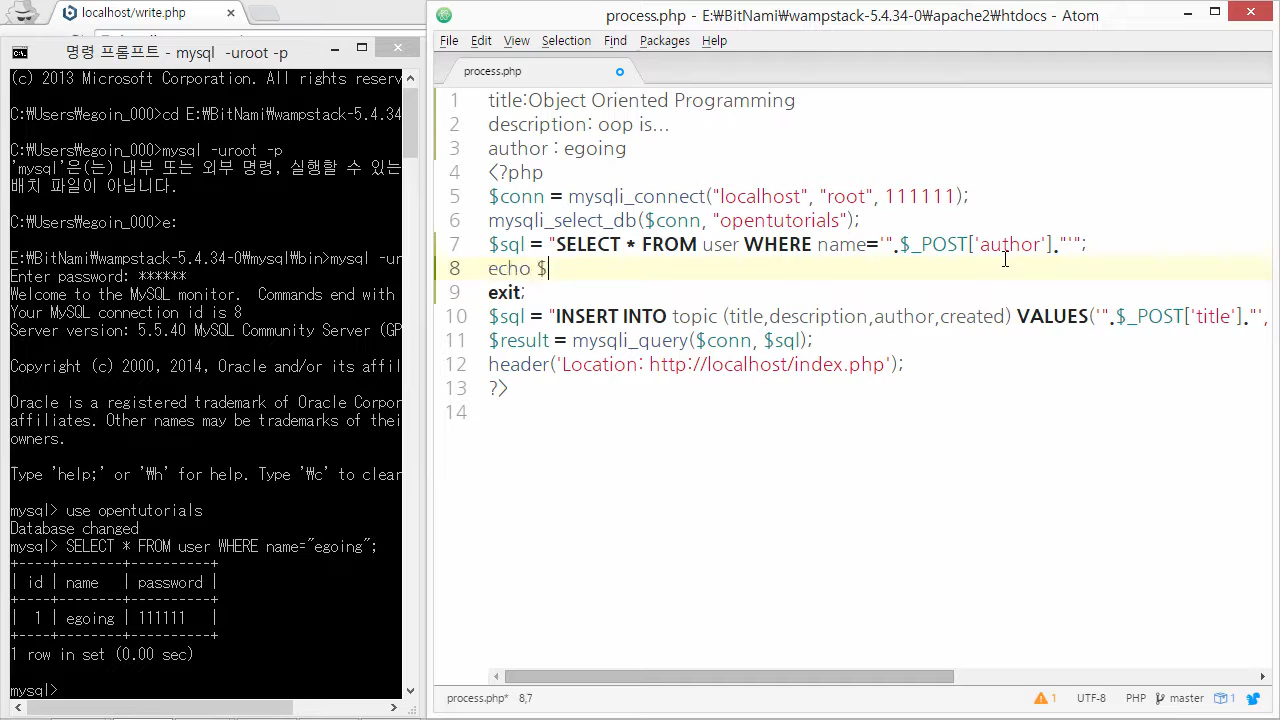 localhost/write.php
명령 프롬프트 - mysql -uroot -p
(c) 2013 Microsoft Corporation. All rights reserv
C:₩Users₩egoin_000>cd E:₩BitNami₩wampstack-5.4.34
C:₩Users₩egoin_000>mysql -uroot -p
'mysql'은(는) 내부 또는 외부 명령, 실행할 수 있는
배치 파일이 아닙니다.
C:₩Users₩egoin_000>e:
E:₩BitNami₩wampstack-5.4.34-0₩mysql₩bin>mysql -ur
Enter password: ******
Welcome to the MySQL monitor.  Commands end with
Your MySQL connection id is 8
Server version: 5.5.40 MySQL Community Server (GP
Copyright (c) 2000, 2014, Oracle and/or its affil
Oracle is a registered trademark of Oracle Corpor
affiliates. Other names may be trademarks of thei
owners.
Type 'help;' or '₩h' for help. Type '₩c' to clear
mysql> use opentutorials
Database changed
mysql> SELECT * FROM user WHERE name="egoing";
+----+--------+----------+
| id | name   | password |
+----+--------+----------+
|  1 | egoing | 111111   |
+----+--------+----------+
1 row in set (0.00 sec)
mysql>
process.php - E:₩BitNami₩wampstack-5.4.34-0₩apache2₩htdocs - Atom
File Edit View Selection Find Packages Help
process.php
1 title:Object Oriented Programming
2 description: oop is...
3 author : egoing
4 <?php
5 $conn = mysqli_connect("localhost", "root", 111111);
6 mysqli_select_db($conn, "opentutorials");
7 $sql = "SELECT * FROM user WHERE name='".$_POST['author']."'";
8 echo $
9 exit;
10 $sql = "INSERT INTO topic (title,description,author,created) VALUES('".$_POST['title']."',
11 $result = mysqli_query($conn, $sql);
12 header('Location: http://localhost/index.php');
13 ?>
14
process.php* 8,7 1 UTF-8 PHP master 1